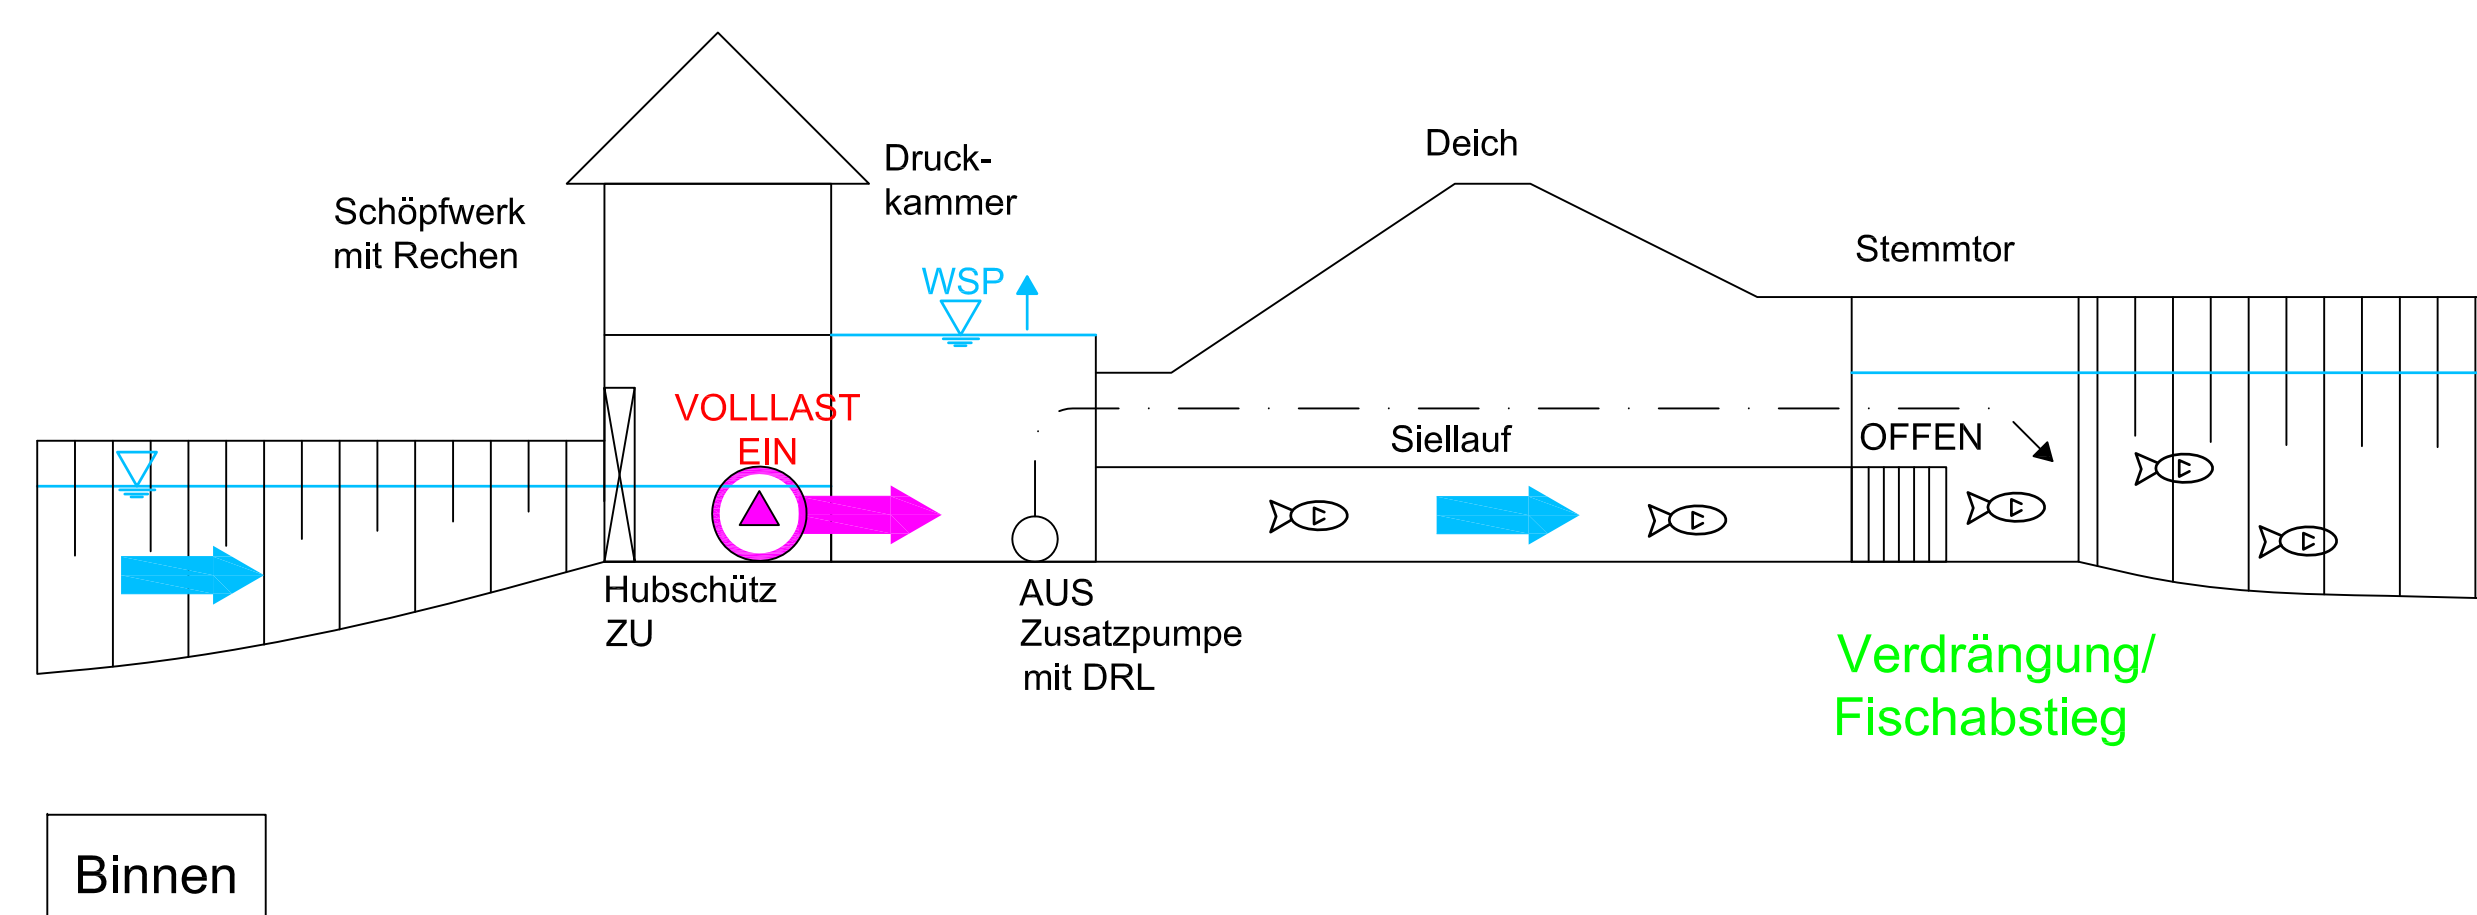 Schöpfwerk
mit Rechen
Druck-
kammer
Deich
Stemmtor
WSP
VOLLLAST
EIN
Siellauf
OFFEN
Hubschütz
ZU
AUS
Zusatzpumpe
mit DRL
Verdrängung/
Fischabstieg
Binnen